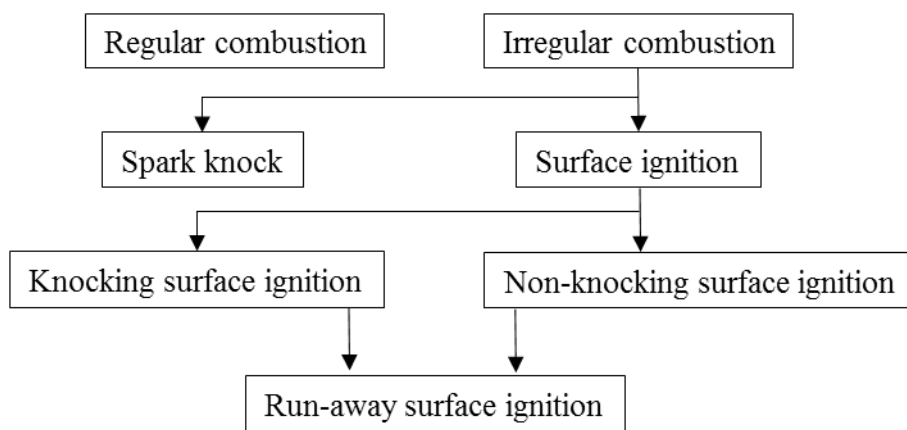 Regular combustion
Irregular combustion
Spark knock
Surface ignition
Knocking surface ignition
Non-knocking surface ignition
Run-away surface ignition